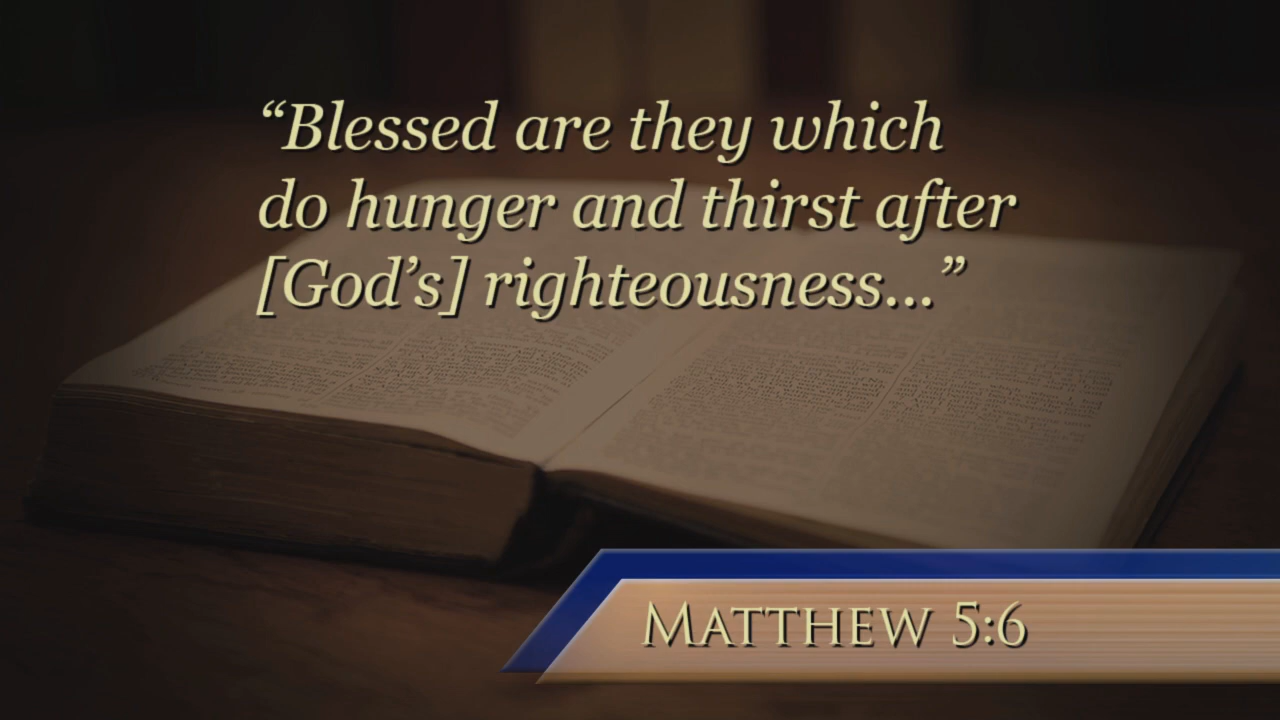 “Blessed are they which
do hunger and thirst after
[God’s] righteousness...”
MATTHEW 5:6